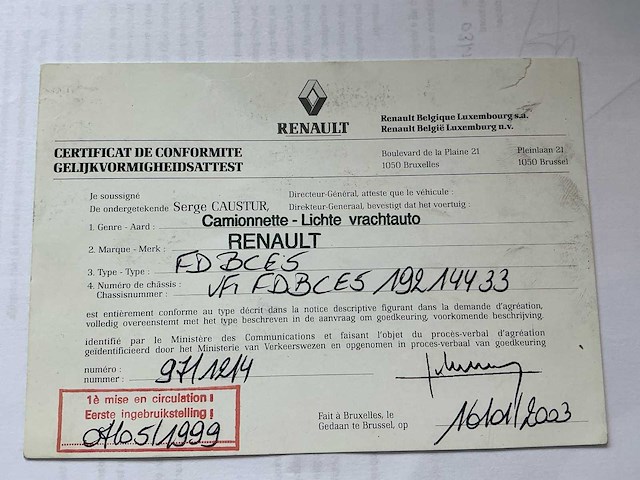 RENAULT
Renault Belgique Luxembourg s.a.
Renault België Luxemburg n.v.
CERTIFICAT DE CONFORMITE
GELIJKVORMIGHEIDSATTEST
Boulevard de la Plaine 21
1050 Bruxelles
Pleinlaan 21
1050 Brussel
Je soussigné
De ondergetekende Serge CAUSTUR,
Directeur-Général, atteste que le véhicule :
Direkteur-Generaal, bevestigt dat het voertuig :
1. Genre - Aard : Camionnette - Lichte vrachtauto
2. Marque - Merk : RENAULT
3. Type - Type : FDBCE5
4. Numéro de châssis :
Chassisnummer : VF1 FDBCE5 19214433
est entièrement conforme au type décrit dans la notice descriptive figurant dans la demande d'agréation,
volledig overeenstemt met het type beschreven in de aanvraag om goedkeuring, voorkomende beschrijving.
identifié par le Ministère des Communications et faisant l'objet du procès-verbal d'agréation
geïdentificeerd door het Ministerie van Verkeerswezen en opgenomen in proces-verbaal van goedkeuring
numéro :
nummer : 9711214
1è mise en circulation :
Eerste ingebruikstelling :
/05/1999
Fait à Bruxelles, le
Gedaan te Brussel, op 16/01/2003